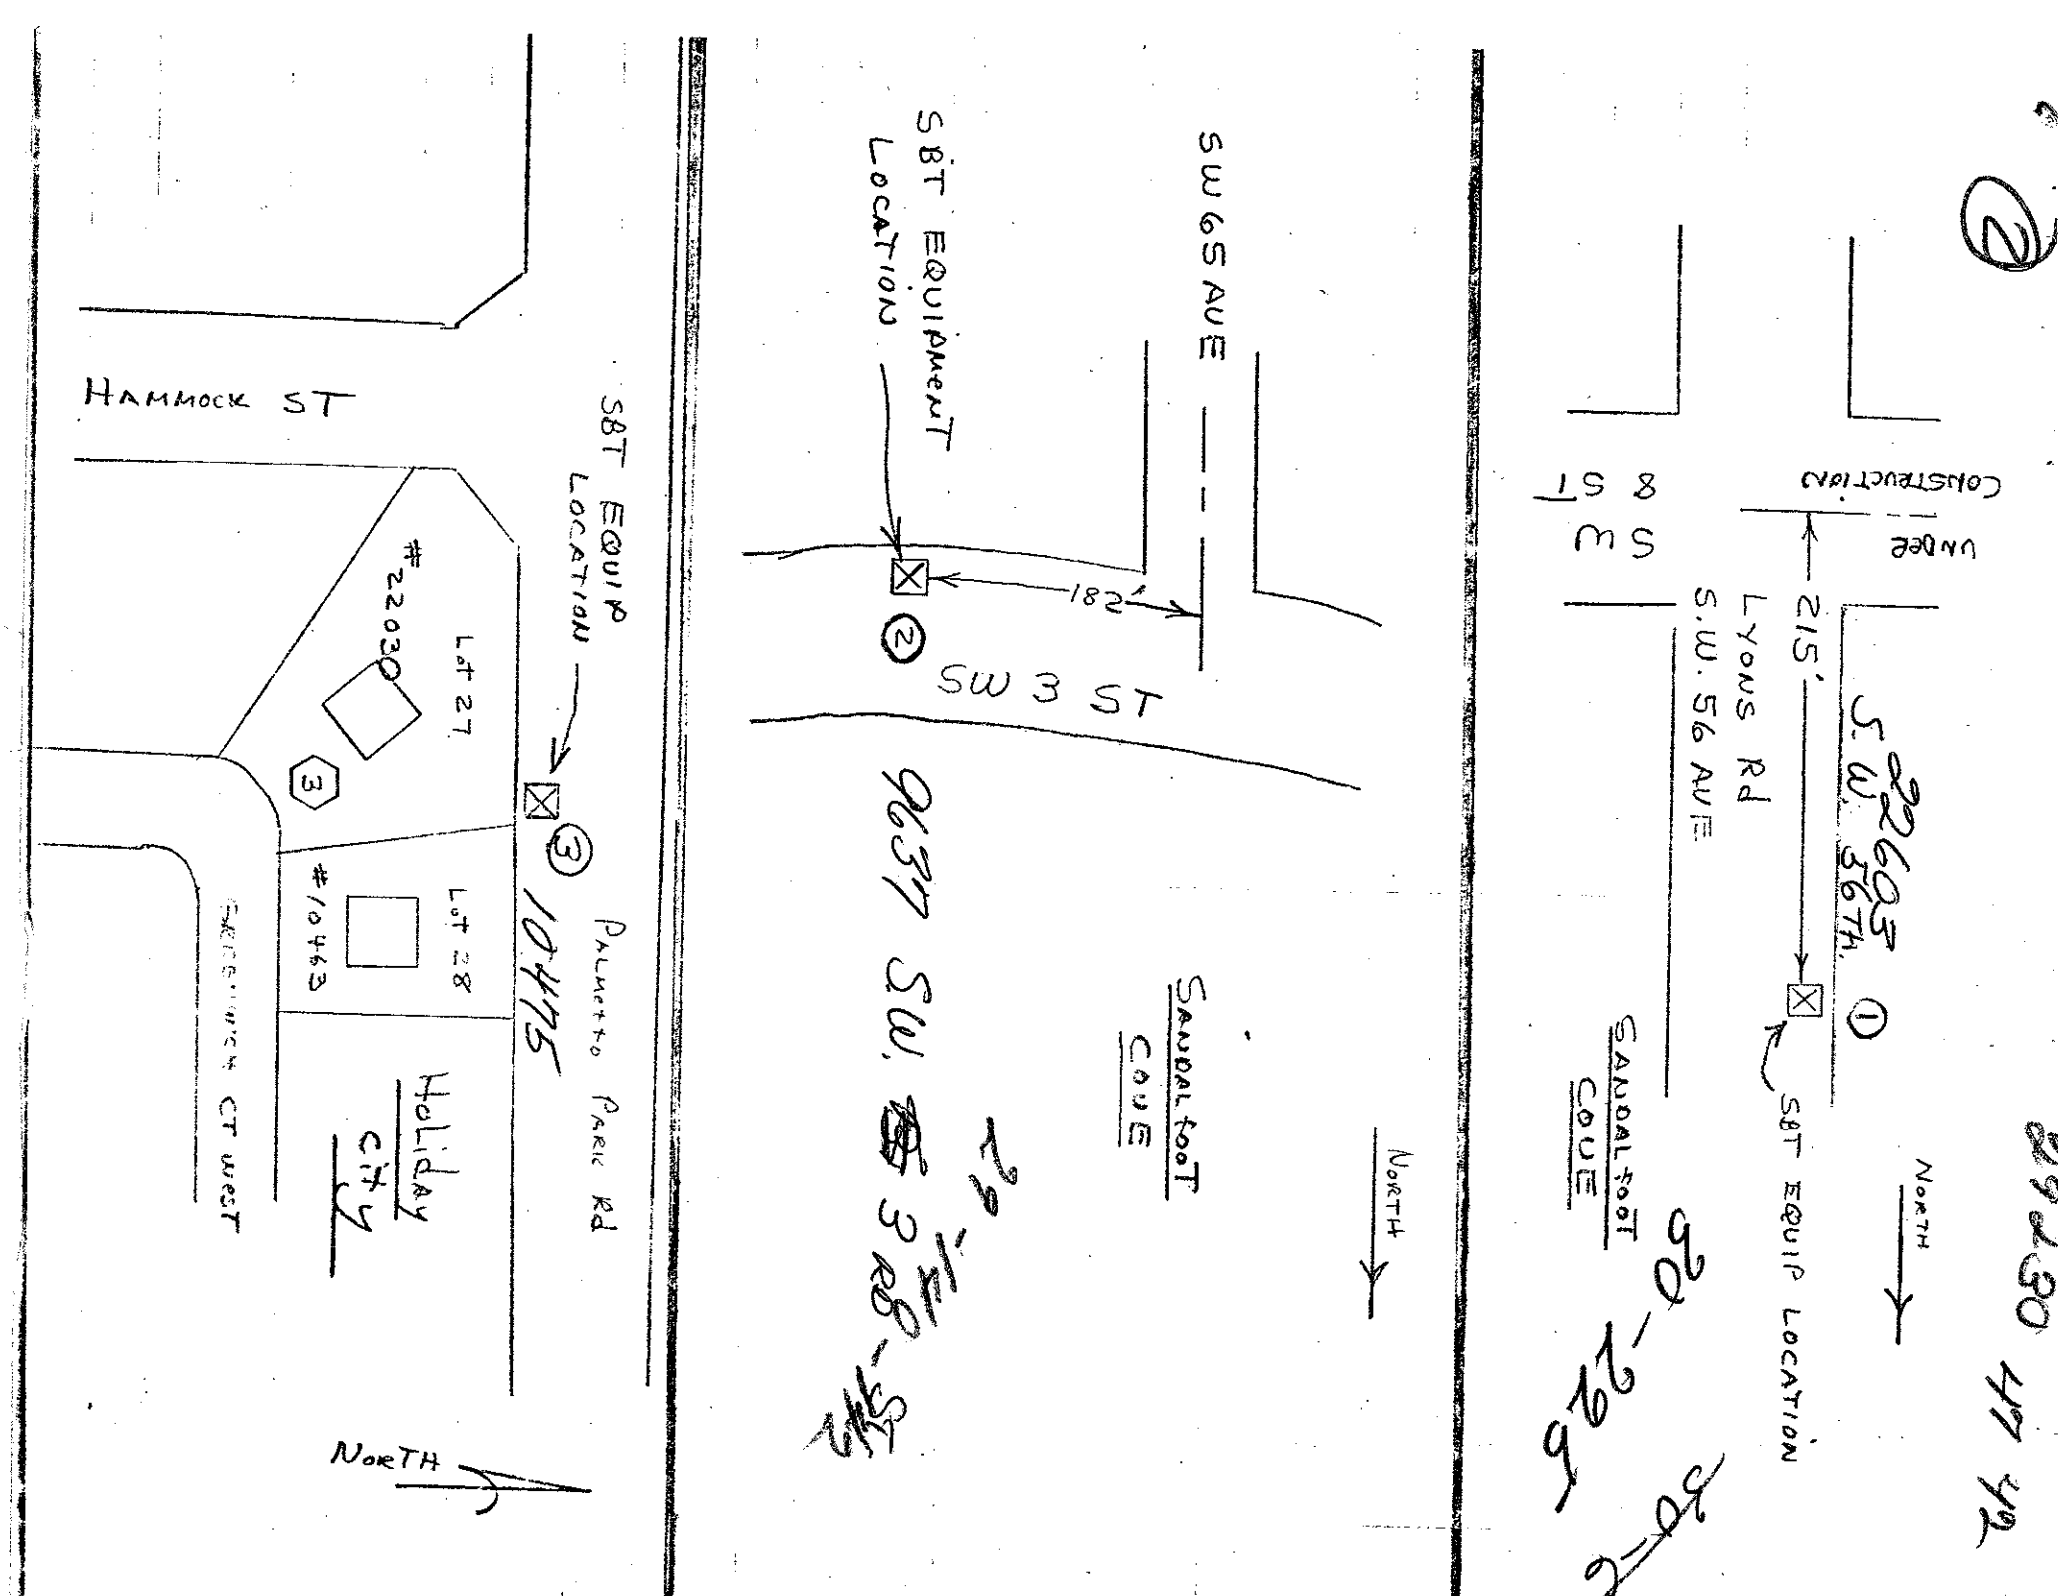 2
CONSTRUCTION
UNDER
SW
8 ST
LYONS Rd
S.W. 56 AVE
215'
22603
S.W. 56TH.
1
SBT EQUIP LOCATION
SANDALfOOT
COVE
NORTH
47 42
SW 65 AVE
SBT EQUIPMENT
LOCATION
182'
2
SW 3 ST
9637 SW. 3 RD ST
SANDALfOOT
COVE
NORTH
HAMMOCK ST
SBT EQUIP
LOCATION
#22030
Lot 27
3
3
10475
Lot 28
#10463
PALMETTO PARK Rd
CT WEST
HoLidAy
City
NORTH